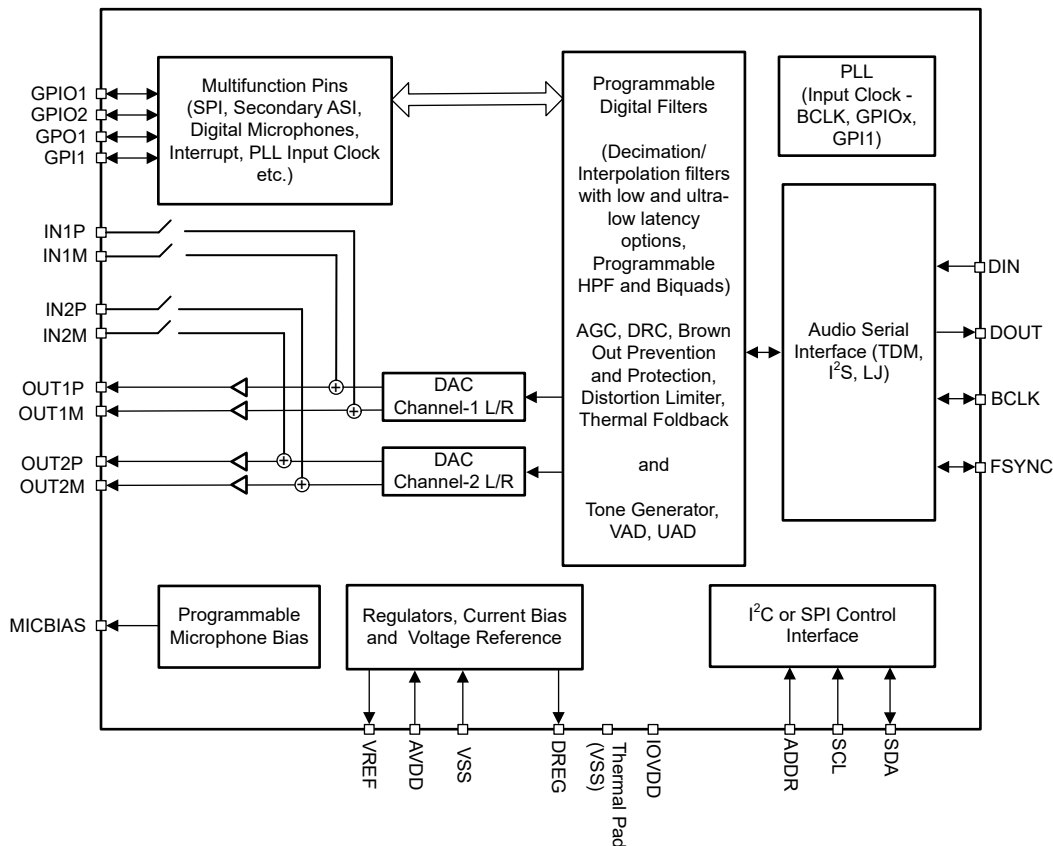 GPIO1
GPIO2
GPO1
GPI1
Multifunction Pins
(SPI, Secondary ASI,
Digital Microphones,
Interrupt, PLL Input Clock
etc.)
Programmable
Digital Filters
(Decimation/
Interpolation filters
with low and ultra-
low latency
options,
Programmable
HPF and Biquads)
AGC, DRC, Brown
Out Prevention
and Protection,
Distortion Limiter,
Thermal Foldback
and
Tone Generator,
VAD, UAD
PLL
(Input Clock -
BCLK, GPIOx,
GPI1)
IN1P
IN1M
IN2P
IN2M
OUT1P
OUT1M
OUT2P
OUT2M
DAC
Channel-1 L/R
DAC
Channel-2 L/R
Audio Serial
Interface (TDM,
I²S, LJ)
DIN
DOUT
BCLK
FSYNC
MICBIAS
Programmable
Microphone Bias
Regulators, Current Bias
and Voltage Reference
I²C or SPI Control
Interface
VREF
AVDD
VSS
DREG
Thermal Pad
(VSS)
IOVDD
ADDR
SCL
SDA